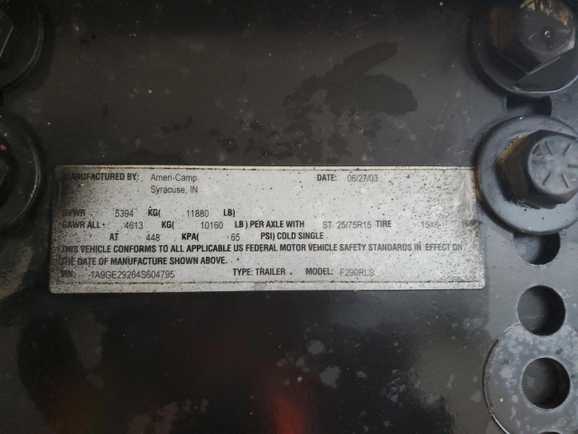 MANUFACTURED BY: Ameri-Camp DATE: 06/27/03
Syracuse, IN
GVWR 5394 KG( 11880 LB)
GAWR ALL: 4613 KG( 10160 LB) PER AXLE WITH ST 25/75R15 TIRE 15x6
AT 448 KPA( 65 PSI) COLD SINGLE
THIS VEHICLE CONFORMS TO ALL APPLICABLE US FEDERAL MOTOR VEHICLE SAFETY STANDARDS IN EFFECT ON
THE DATE OF MANUFACTURE SHOWN ABOVE.
VIN: 1A9GE29264S604795 TYPE: TRAILER MODEL: F290RLS